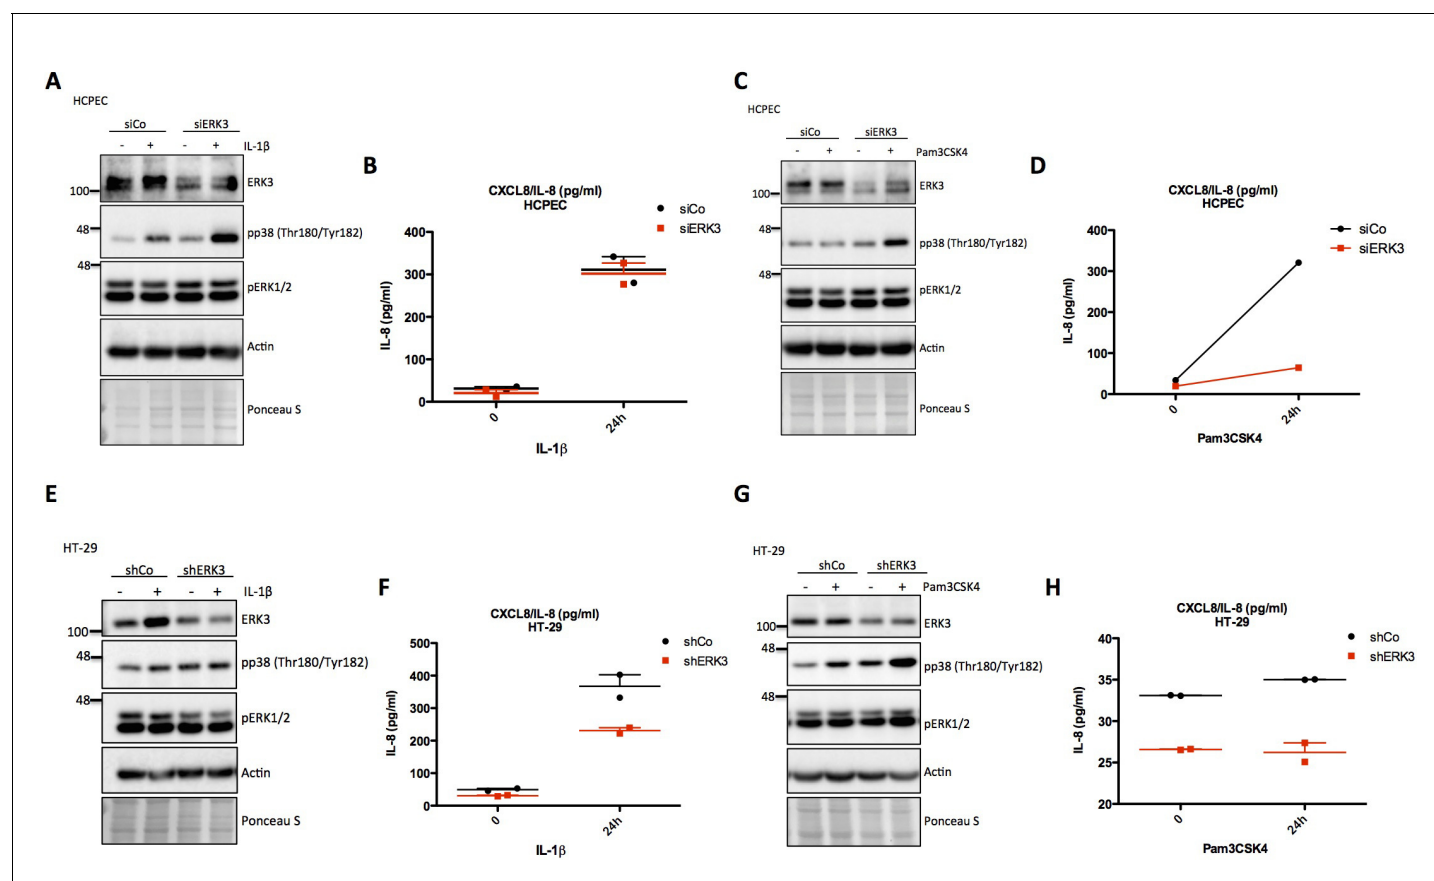 A
HCPEC
siCo siERK3
- + - + IL-1β
ERK3
100
pp38 (Thr180/Tyr182)
48
48
pERK1/2
Actin
Ponceau S
B
CXCL8/IL-8 (pg/ml)
HCPEC
siCo
siERK3
IL-8 (pg/ml)
400
300
200
100
0
0 24h
IL-1β
C
HCPEC
siCo siERK3
- + - + Pam3CSK4
ERK3
100
48
pp38 (Thr180/Tyr182)
48
pERK1/2
Actin
Ponceau S
D
CXCL8/IL-8 (pg/ml)
HCPEC
siCo
siERK3
IL-8 (pg/ml)
400
300
200
100
0
0 24h
Pam3CSK4
E
HT-29
shCo shERK3
- + - + IL-1β
ERK3
100
48
pp38 (Thr180/Tyr182)
48
pERK1/2
Actin
Ponceau S
F
CXCL8/IL-8 (pg/ml)
HT-29
shCo
shERK3
IL-8 (pg/ml)
500
400
300
200
100
0
0 24h
IL-1β
G
HT-29
shCo shERK3
- + - + Pam3CSK4
ERK3
100
48
pp38 (Thr180/Tyr182)
48
pERK1/2
Actin
Ponceau S
H
CXCL8/IL-8 (pg/ml)
HT-29
shCo
shERK3
IL-8 (pg/ml)
40
35
30
25
20
0 24h
Pam3CSK4